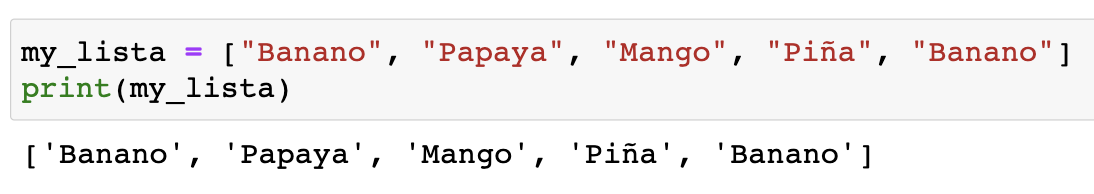 my_lista = ["Banano", "Papaya", "Mango", "Piña", "Banano"]
print(my_lista)
['Banano', 'Papaya', 'Mango', 'Piña', 'Banano']